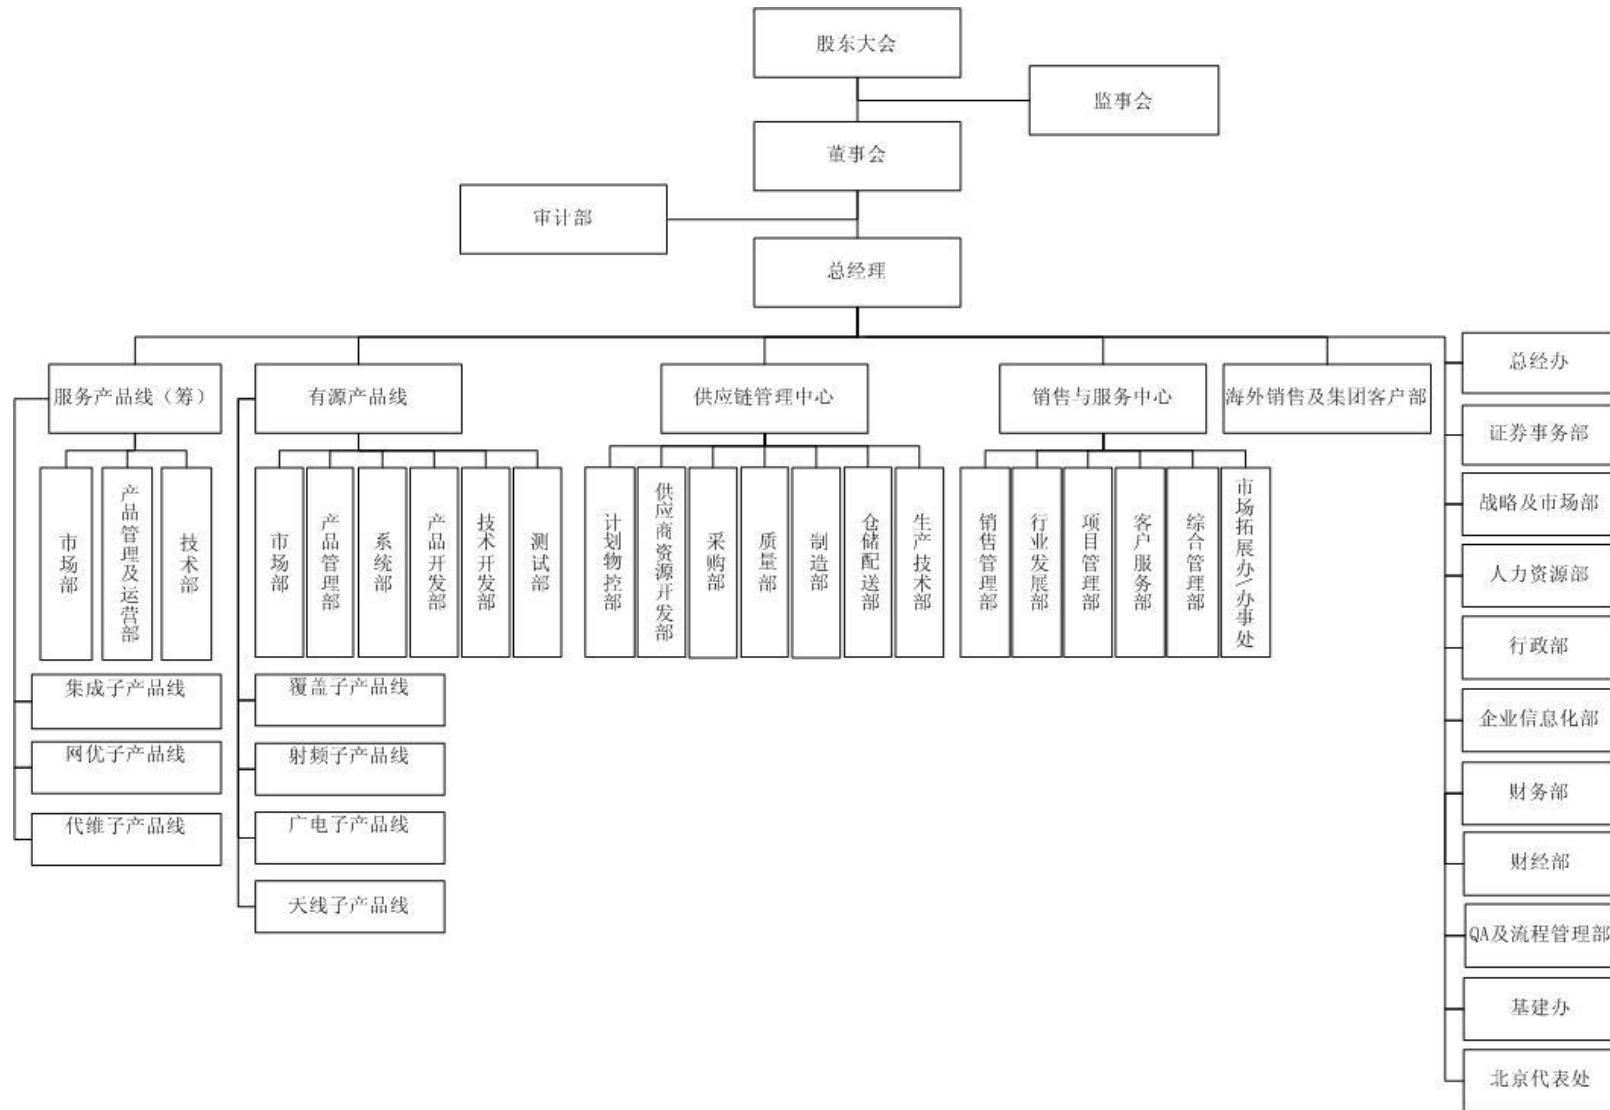 股东大会
监事会
董事会
审计部
总经理
服务产品线（筹）
有源产品线
供应链管理中心
销售与服务中心
海外销售及集团客户部
市场部
产品管理及运营部
技术部
集成子产品线
网优子产品线
代维子产品线
市场部
产品管理部
系统部
产品开发部
技术开发部
测试部
覆盖子产品线
射频子产品线
广电子产品线
天线子产品线
计划物控部
供应商资源开发部
采购部
质量部
制造部
仓储配送部
生产技术部
销售管理部
行业发展部
项目管理部
客户服务部
综合管理部
市场拓展办/办事处
总经办
证券事务部
战略及市场部
人力资源部
行政部
企业信息化部
财务部
财经部
QA及流程管理部
基建办
北京代表处